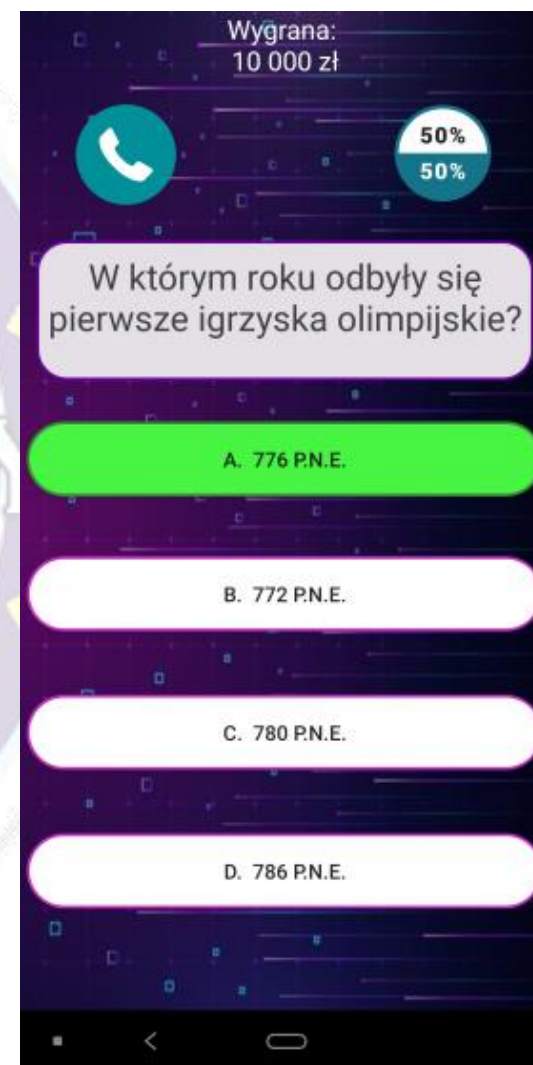 Wygrana:
10 000 zł
50%
50%
W którym roku odbyły się
pierwsze igrzyska olimpijskie?
A. 776 P.N.E.
B. 772 P.N.E.
C. 780 P.N.E.
D. 786 P.N.E.